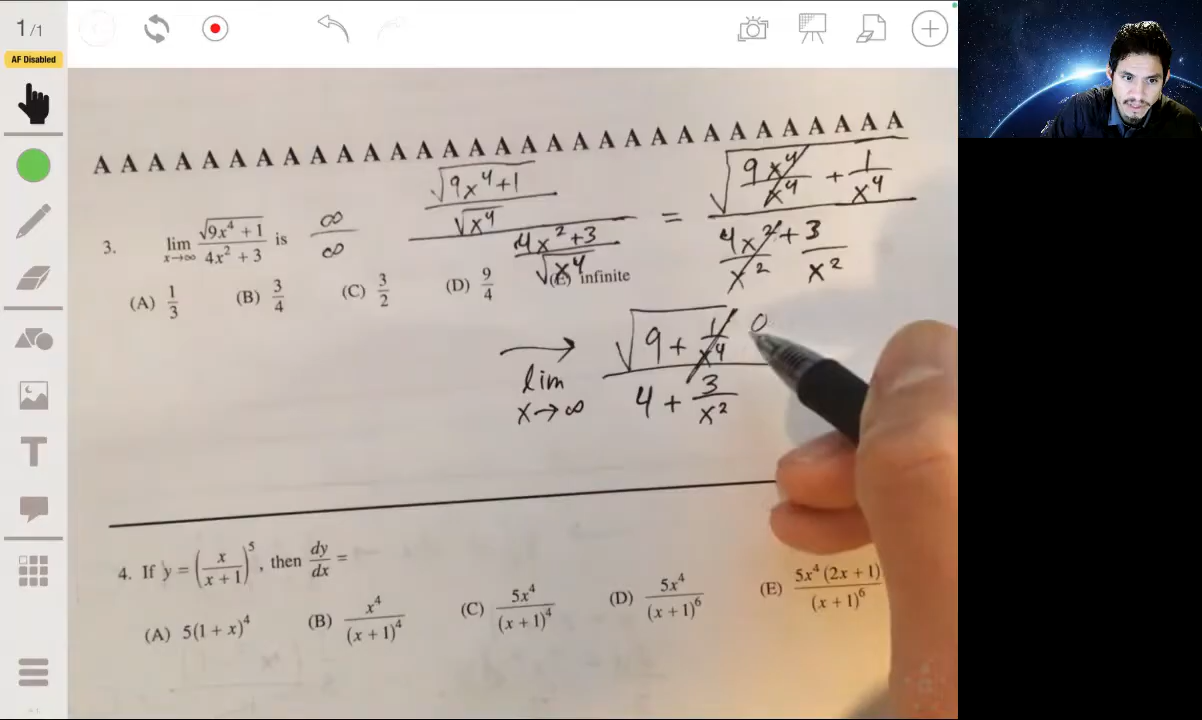 1/1
AF Disabled
T
A A A A A A A A A A A A A A A A A A A A A A A A A A A A A A
3. lim x→∞ √(9x⁴ + 1) / (4x² + 3) is ∞/∞
(√(9x⁴+1) / √x⁴) / ((4x²+3) / √x⁴) = √(9x⁴/x⁴ + 1/x⁴) / (4x²/x² + 3/x²)
(A) 1/3 (B) 3/4 (C) 3/2 (D) 9/4 (E) infinite
→ lim x→∞ √(9 + 1/x⁴) / (4 + 3/x²) 0
4. If y = (x/(x + 1))⁵, then dy/dx =
(A) 5(1 + x)⁴ (B) x⁴/(x + 1)⁴ (C) 5x⁴/(x + 1)⁴ (D) 5x⁴/(x + 1)⁶ (E) 5x⁴(2x + 1)/(x + 1)⁶